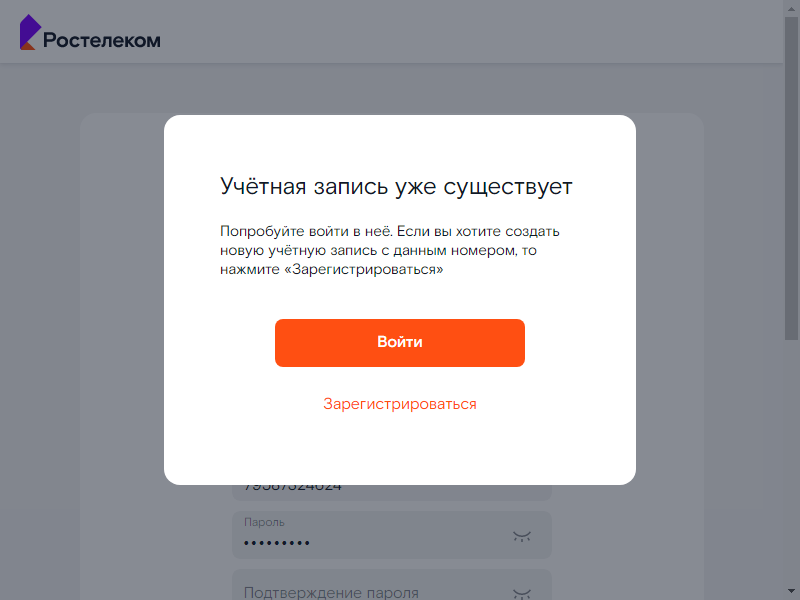 Ростелеком
Учётная запись уже существует
Попробуйте войти в неё. Если вы хотите создать
новую учётную запись с данным номером, то
нажмите «Зарегистрироваться»
Войти
Зарегистрироваться
Пароль
Подтверждение пароля